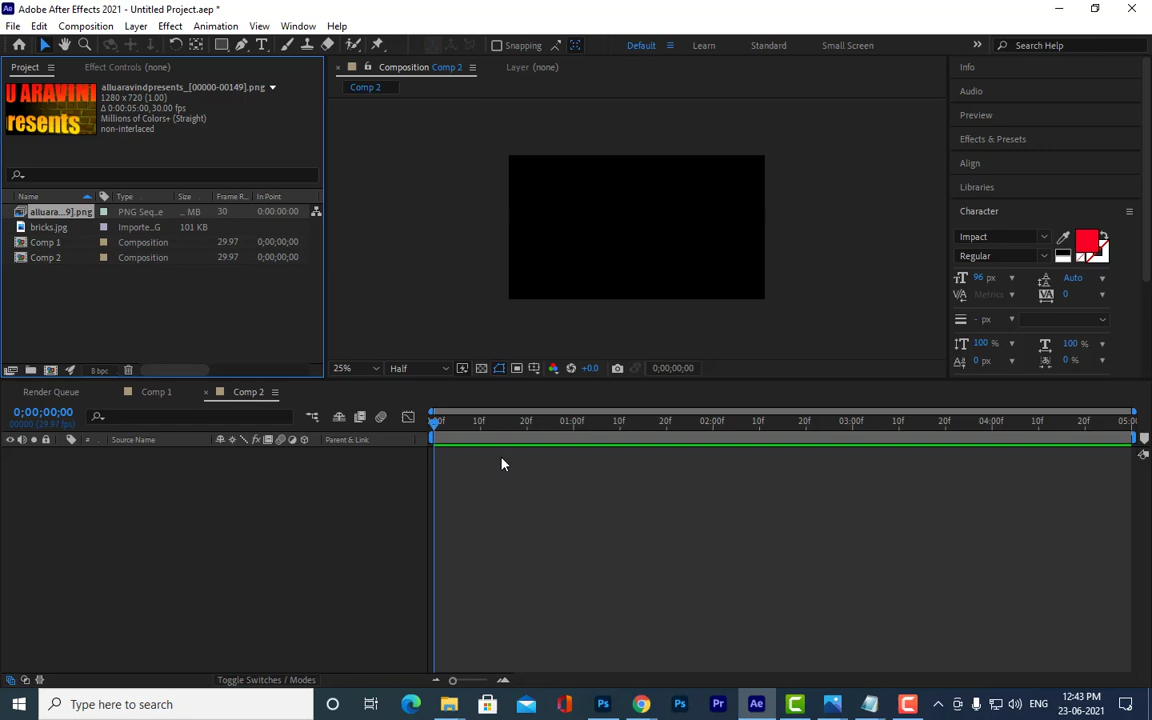 Adobe After Effects 2021 - Untitled Project.aep *
File Edit Composition Layer Effect Animation View Window Help
Snapping
Default Learn Standard Small Screen
Search Help
Project
Effect Controls (none)
Composition Comp 2
Layer (none)
Comp 2
U ARAVIN
resents
alluaravindpresents_[00000-00149].png
1280 x 720 (1.00)
Δ 0:00:05:00, 30.00 fps
Millions of Colors+ (Straight)
non-interlaced
Name Type Size Frame R... In Point
alluara...9].png PNG Seq...e ... MB 30 0:00:00:00
bricks.jpg Importe...G 101 KB
Comp 1 Composition 29.97 0;00;00;00
Comp 2 Composition 29.97 0;00;00;00
8 bpc
25% Half +0.0 0;00;00;00
Info
Audio
Preview
Effects & Presets
Align
Libraries
Character
Impact
Regular
96 px Auto
Metrics 0
- px
100 % 100 %
0 px 0 %
Render Queue Comp 1 Comp 2
0;00;00;00
00000 (29.97 fps)
# Source Name Parent & Link
:00f 10f 20f 01:00f 10f 20f 02:00f 10f 20f 03:00f 10f 20f 04:00f 10f 20f 05:00
Toggle Switches / Modes
Type here to search
ENG
12:43 PM
23-06-2021